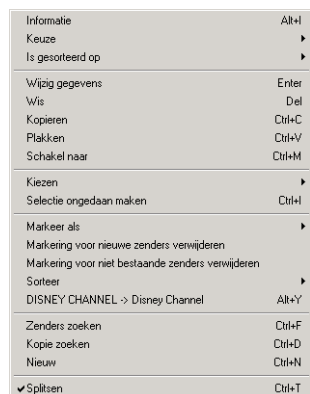 Informatie Alt+I
Keuze
Is gesorteerd op
Wijzig gegevens Enter
Wis Del
Kopieren Ctrl+C
Plakken Ctrl+V
Schakel naar Ctrl+M
Kiezen
Selectie ongedaan maken Ctrl+I
Markeer als
Markering voor nieuwe zenders verwijderen
Markering voor niet bestaande zenders verwijderen
Sorteer
DISNEY CHANNEL -> Disney Channel Alt+Y
Zenders zoeken Ctrl+F
Kopie zoeken Ctrl+D
Nieuw Ctrl+N
Splitsen Ctrl+T